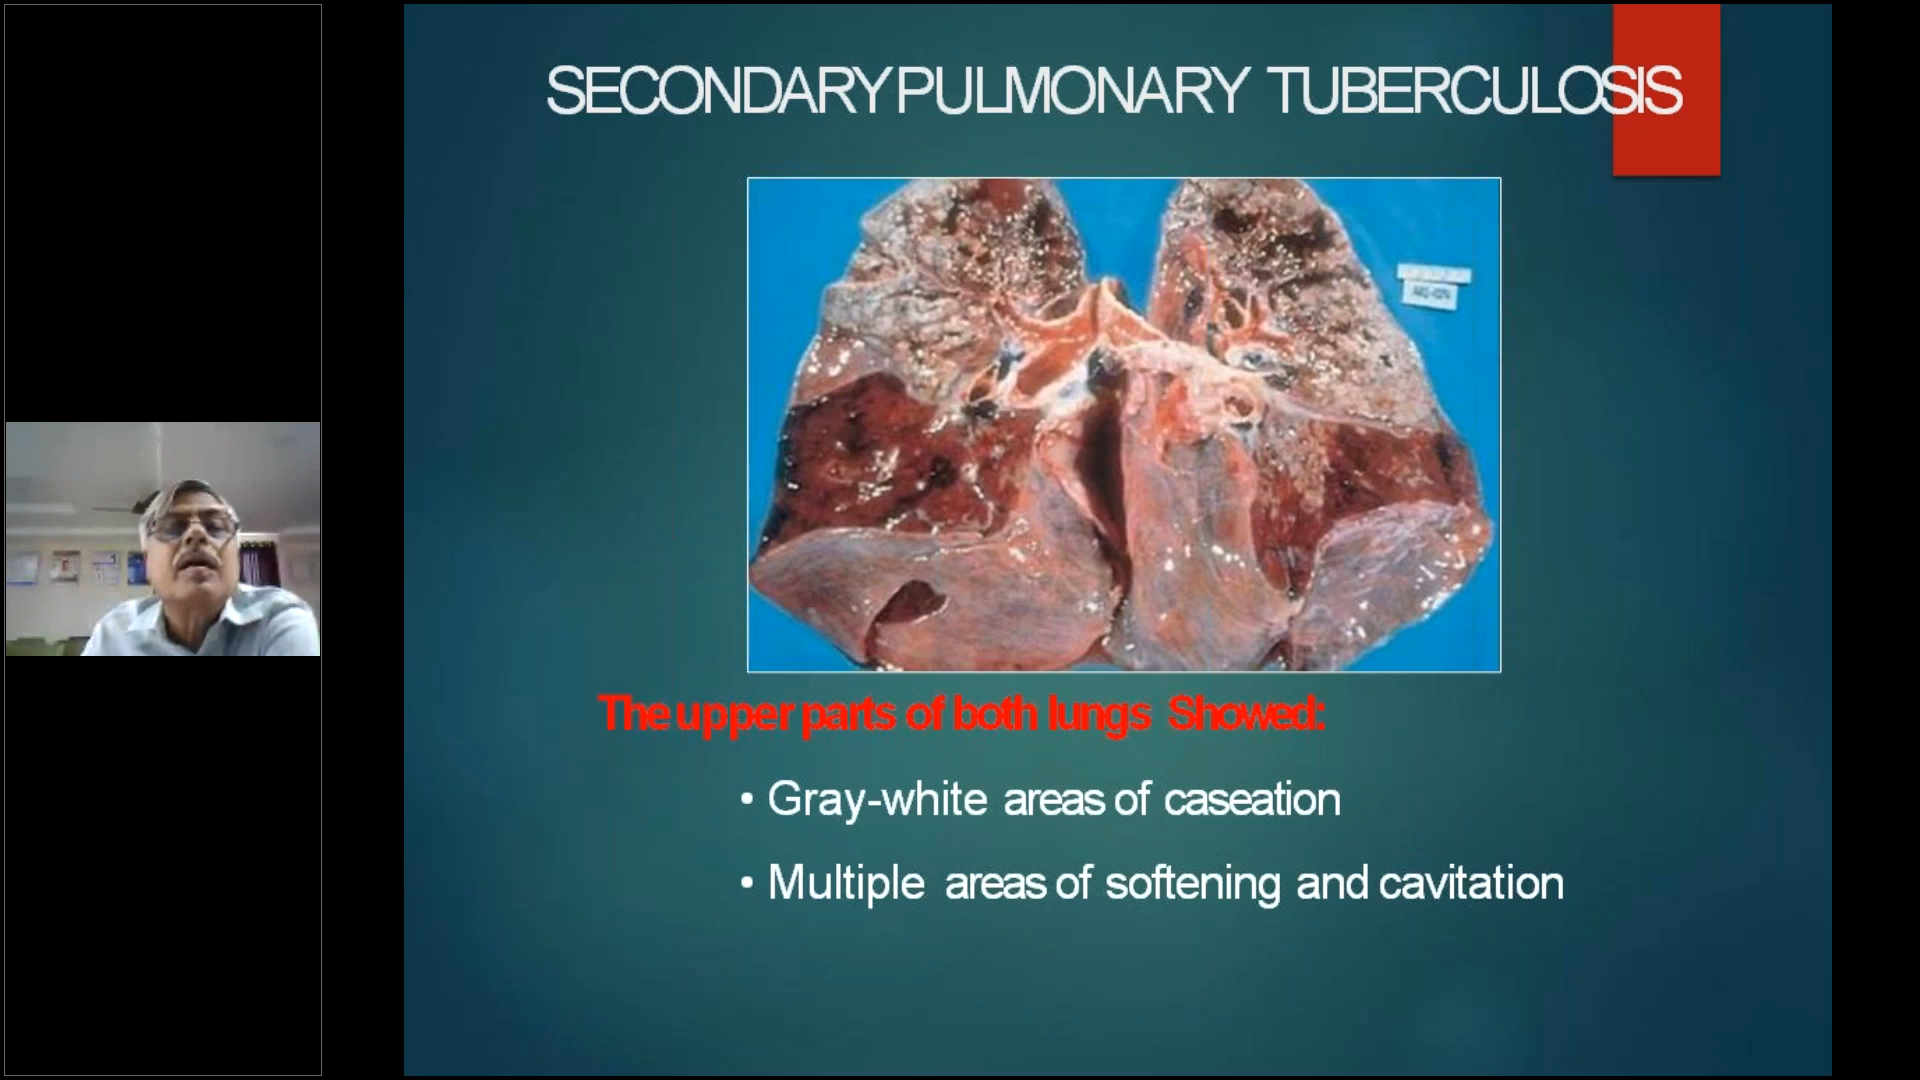 SECONDARY PULMONARY TUBERCULOSIS
The upper parts of both lungs Showed:
• Gray-white areas of caseation
• Multiple areas of softening and cavitation